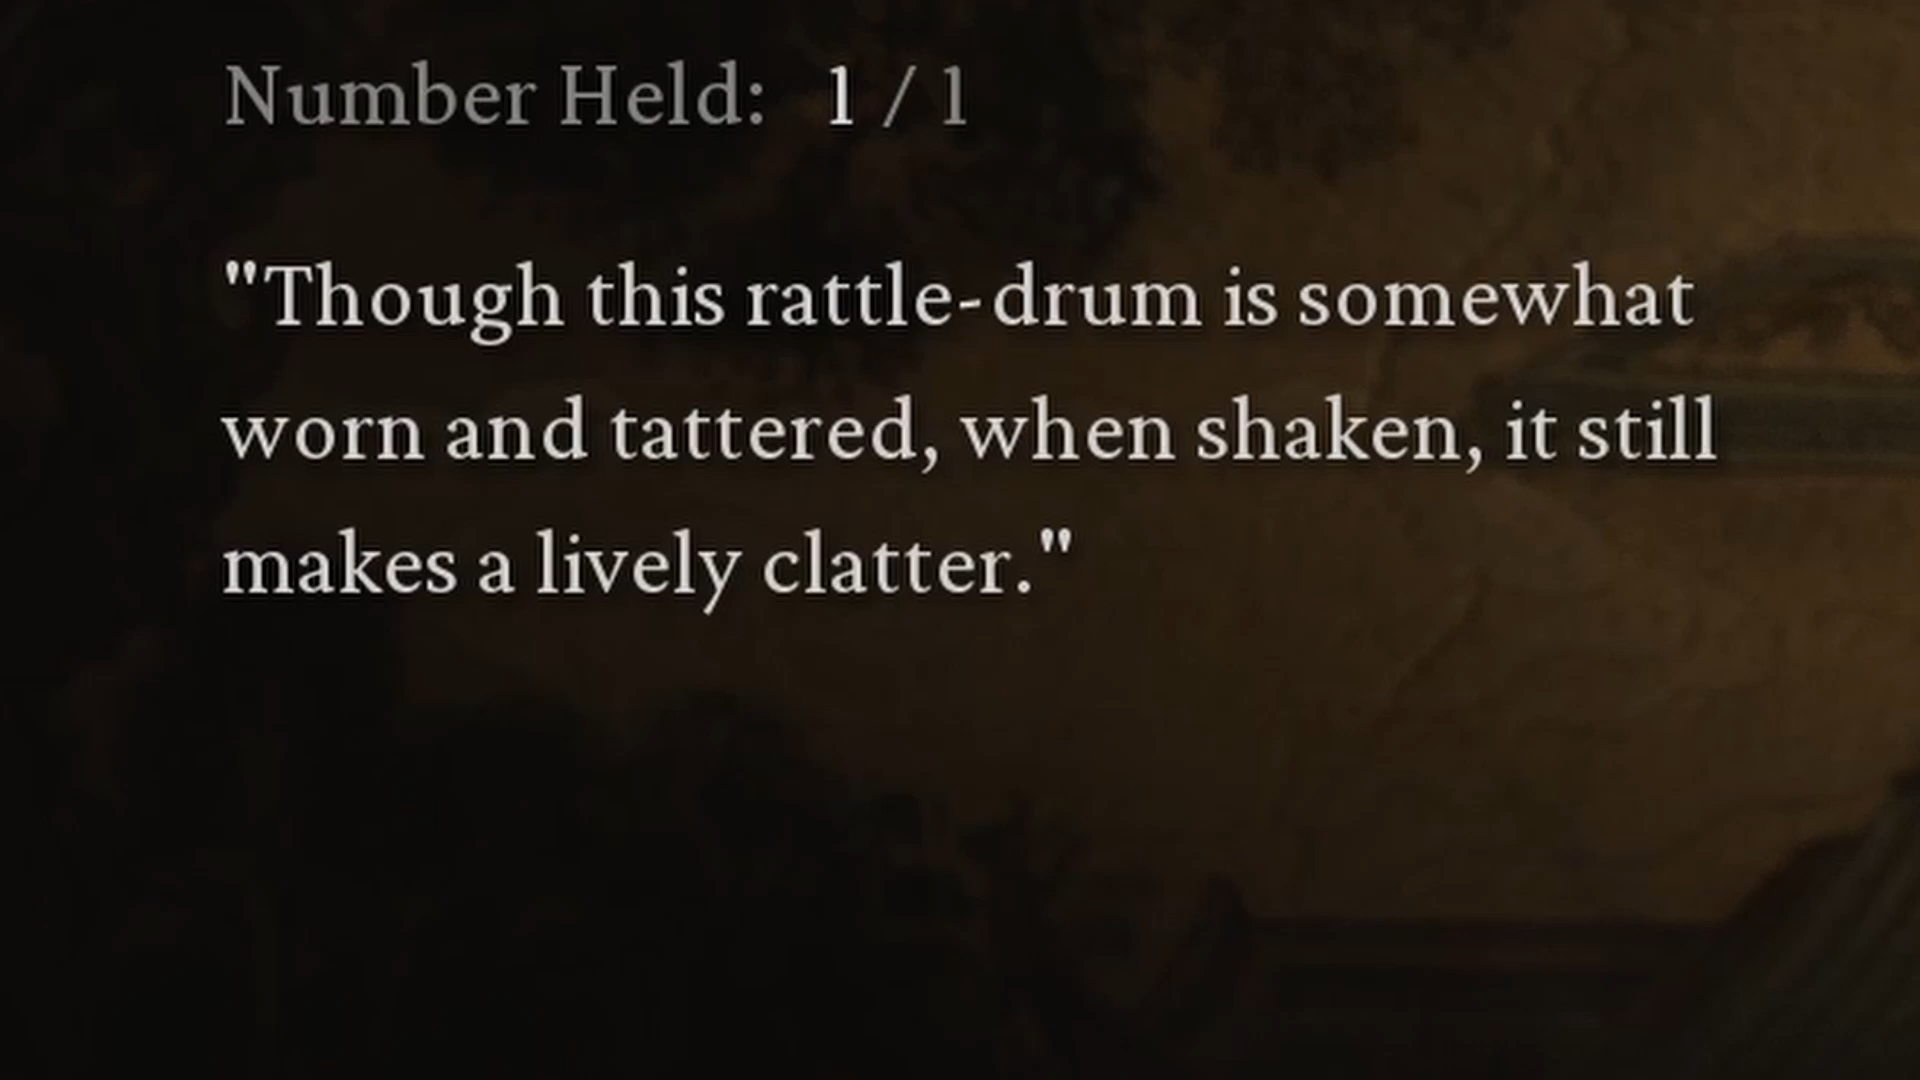 Number Held: 1 / 1
"Though this rattle-drum is somewhat
worn and tattered, when shaken, it still
makes a lively clatter."